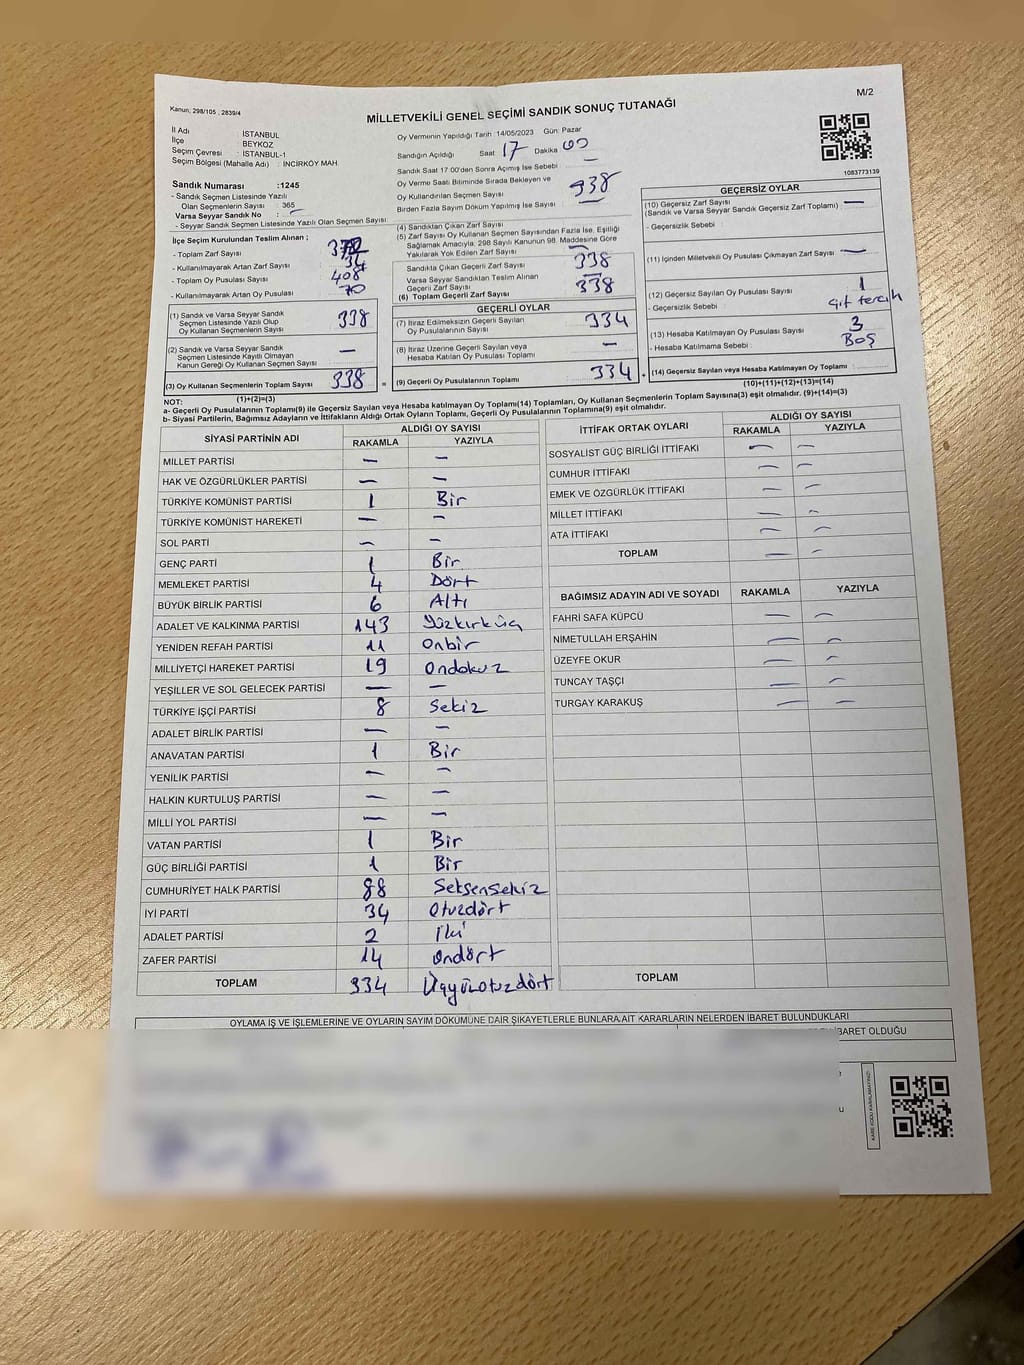 M/2
Kanun; 298/105 , 2839/4
MİLLETVEKİLİ GENEL SEÇİMİ SANDIK SONUÇ TUTANAĞI
İl Adı : İSTANBUL
İlçe : BEYKOZ
Seçim Çevresi : İSTANBUL-1
Seçim Bölgesi (Mahalle Adı) : İNCİRKÖY MAH.
Sandık Numarası :1245
- Sandık Seçmen Listesinde Yazılı
Olan Seçmenlerin Sayısı : 365
Varsa Seyyar Sandık No : -
- Seyyar Sandık Seçmen Listesinde Yazılı Olan Seçmen Sayısı:
İlçe Seçim Kurulundan Teslim Alınan ;
- Toplam Zarf Sayısı
- Kullanılmayarak Artan Zarf Sayısı 34
- Toplam Oy Pusulası Sayısı 408
- Kullanılmayarak Artan Oy Pusulası 70
(1) Sandık ve Varsa Seyyar Sandık
Seçmen Listesinde Yazılı Olup
Oy Kullanan Seçmenlerin Sayısı 338
(2) Sandık ve Varsa Seyyar Sandık
Seçmen Listesinde Kayıtlı Olmayan
Kanun Gereği Oy Kullanan Seçmen Sayısı —
(3) Oy Kullanan Seçmenlerin Toplam Sayısı 338 =
(1)+(2)=(3)
Oy Vermenin Yapıldığı Tarih :14/05/2023 Gün: Pazar
Sandığın Açıldığı Saat 17 Dakika 00
Sandık Saat 17:00'den Sonra Açımış İse Sebebi —
Oy Verme Saati Bitiminde Sırada Bekleyen ve
Oy Kullandırılan Seçmen Sayısı 338
Birden Fazla Sayım Döküm Yapılmış İse Sayısı : —
(4) Sandıktan Çıkan Zarf Sayısı
(5) Zarf Sayısı Oy Kullanan Seçmen Sayısından Fazla İse, Eşitliği
Sağlamak Amacıyla, 298 Sayılı Kanunun 98. Maddesine Göre
Yakılarak Yok Edilen Zarf Sayısı —
Sandıkta Çıkan Geçerli Zarf Sayısı 338
Varsa Seyyar Sandıktan Teslim Alınan
Geçerli Zarf Sayısı —
(6) Toplam Geçerli Zarf Sayısı 338
GEÇERLİ OYLAR
(7) İtiraz Edilmeksizin Geçerli Sayılan
Oy Pusulalarının Sayısı 334
(8) İtiraz Üzerine Geçerli Sayılan veya
Hesaba Katılan Oy Pusulası Toplamı —
(9) Geçerli Oy Pusulalarının Toplamı 334 +
1083773139
GEÇERSİZ OYLAR
(10) Geçersiz Zarf Sayısı
(Sandık ve Varsa Seyyar Sandık Geçersiz Zarf Toplamı) : —
- Geçersizlik Sebebi :
(11) İçinden Milletvekili Oy Pusulası Çıkmayan Zarf Sayısı —
(12) Geçersiz Sayılan Oy Pusulası Sayısı 1
- Geçersizlik Sebebi : Çift tercih
(13) Hesaba Katılmayan Oy Pusulası Sayısı 3
- Hesaba Katılmama Sebebi : Boş
(14) Geçersiz Sayılan veya Hesaba Katılmayan Oy Toplamı :
(10)+(11)+(12)+(13)=(14)
NOT:
a- Geçerli Oy Pusulalarının Toplamı(9) ile Geçersiz Sayılan veya Hesaba katılmayan Oy Toplamı(14) Toplamları, Oy Kullanan Seçmenlerin Toplam Sayısına(3) eşit olmalıdır. (9)+(14)=(3)
b- Siyasi Partilerin, Bağımsız Adayların ve İttifakların Aldığı Ortak Oyların Toplamı, Geçerli Oy Pusulalarının Toplamına(9) eşit olmalıdır.
SİYASİ PARTİNİN ADI ALDIĞI OY SAYISI
RAKAMLA YAZIYLA
MİLLET PARTİSİ — —
HAK VE ÖZGÜRLÜKLER PARTİSİ — —
TÜRKİYE KOMÜNİST PARTİSİ 1 Bir
TÜRKİYE KOMÜNİST HAREKETİ — —
SOL PARTİ — —
GENÇ PARTİ 1 Bir
MEMLEKET PARTİSİ 4 Dört
BÜYÜK BİRLİK PARTİSİ 6 Altı
ADALET VE KALKINMA PARTİSİ 143 Yüzkırküç
YENİDEN REFAH PARTİSİ 11 Onbir
MİLLİYETÇİ HAREKET PARTİSİ 19 Ondokuz
YEŞİLLER VE SOL GELECEK PARTİSİ — —
TÜRKİYE İŞÇİ PARTİSİ 8 Sekiz
ADALET BİRLİK PARTİSİ — —
ANAVATAN PARTİSİ 1 Bir
YENİLİK PARTİSİ — —
HALKIN KURTULUŞ PARTİSİ — —
MİLLİ YOL PARTİSİ — —
VATAN PARTİSİ 1 Bir
GÜÇ BİRLİĞİ PARTİSİ 1 Bir
CUMHURİYET HALK PARTİSİ 88 Seksensekiz
İYİ PARTİ 34 Otuzdört
ADALET PARTİSİ 2 İki
ZAFER PARTİSİ 14 Ondört
TOPLAM 334 Üçyüzotuzdört
İTTİFAK ORTAK OYLARI ALDIĞI OY SAYISI
RAKAMLA YAZIYLA
SOSYALİST GÜÇ BİRLİĞİ İTTİFAKI — —
CUMHUR İTTİFAKI — —
EMEK VE ÖZGÜRLÜK İTTİFAKI — —
MİLLET İTTİFAKI — —
ATA İTTİFAKI — —
TOPLAM — —
BAĞIMSIZ ADAYIN ADI VE SOYADI RAKAMLA YAZIYLA
FAHRİ SAFA KÜPCÜ — —
NİMETULLAH ERŞAHİN — —
ÜZEYFE OKUR — —
TUNCAY TAŞÇI — —
TURGAY KARAKUŞ — —
TOPLAM
OYLAMA İŞ VE İŞLEMLERİNE VE OYLARIN SAYIM DÖKÜMÜNE DAİR ŞİKAYETLERLE BUNLARA AİT KARARLARIN NELERDEN İBARET BULUNDUKLARI
İBARET OLDUĞU
KARE KODU KARALAMAYINIZ!